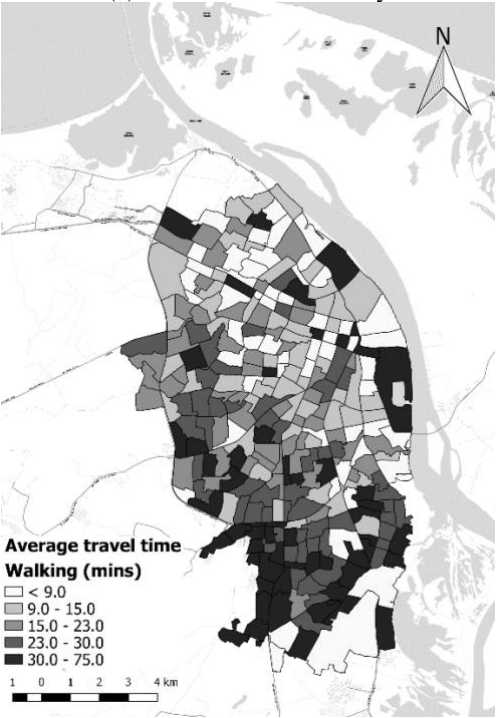 N
Average travel time
Walking (mins)
< 9.0
9.0 - 15.0
15.0 - 23.0
23.0 - 30.0
30.0 - 75.0
1 0 1 2 3 4 km